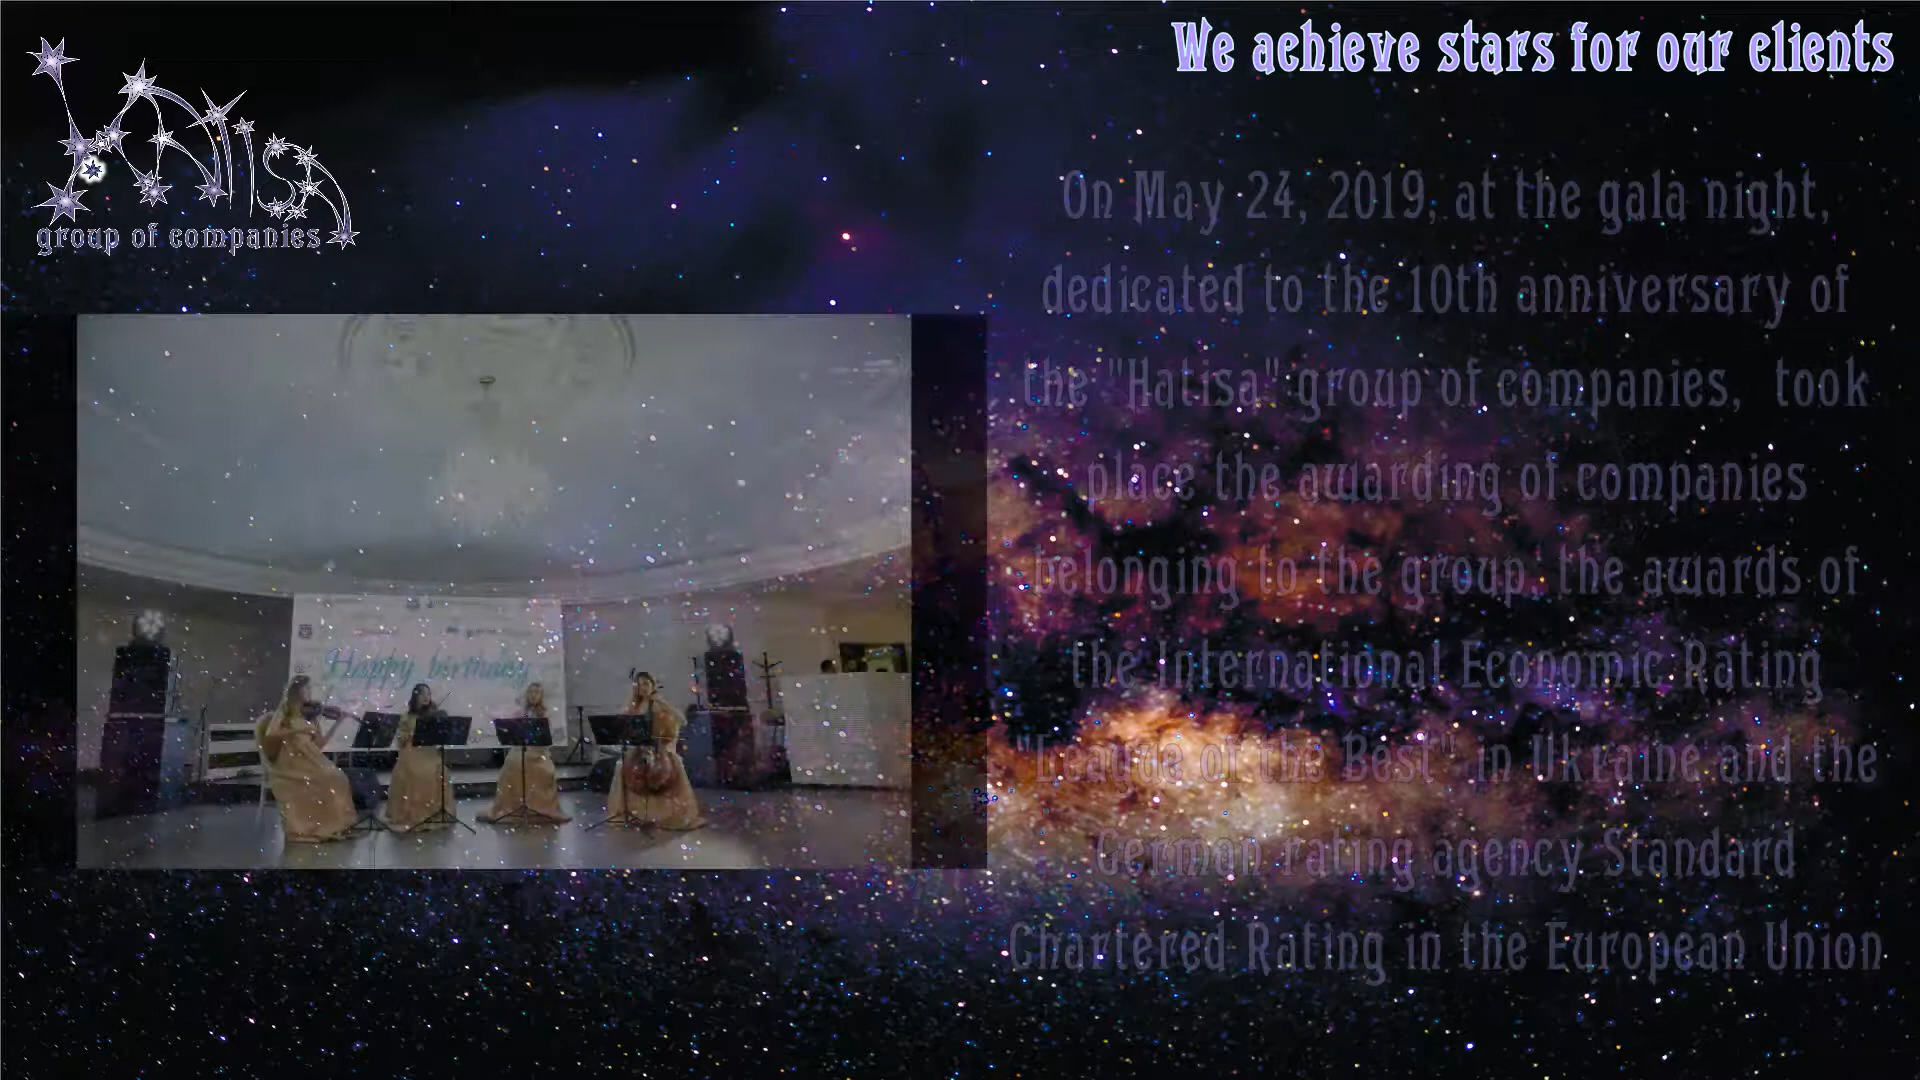 We achieve stars for our clients
Hatisa
group of companies
On May 24, 2019, at the gala night,
dedicated to the 10th anniversary of
the "Hatisa" group of companies, took
place the awarding of companies
belonging to the group, the awards of
the International Economic Rating
"League of the Best" in Ukraine and the
German rating agency Standard
Chartered Rating in the European Union
Happy birthday